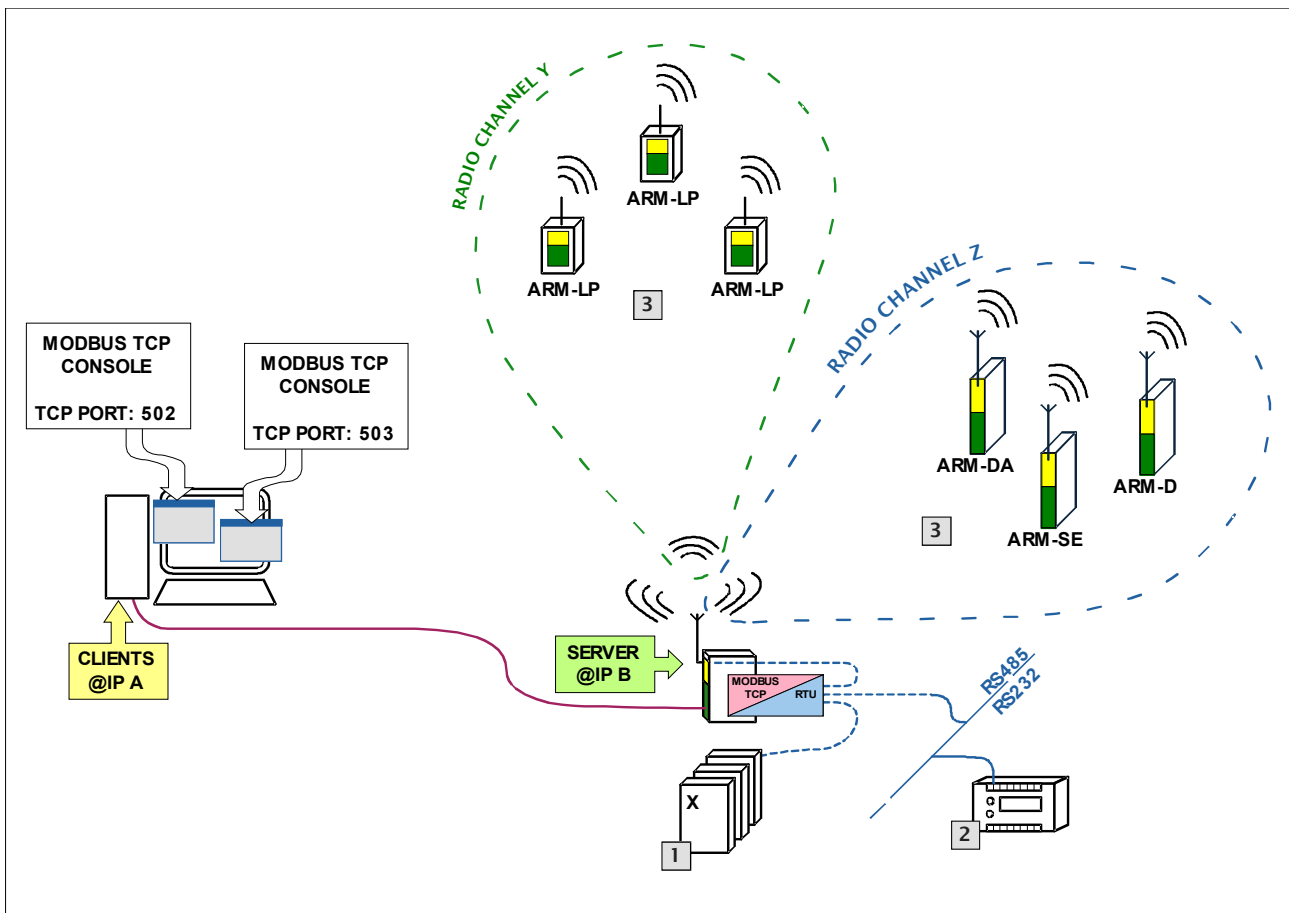 RADIO CHANNEL Y
ARM-LP
ARM-LP
ARM-LP
3
RADIO CHANNEL Z
ARM-DA
ARM-D
ARM-SE
3
MODBUS TCP
CONSOLE
TCP PORT: 502
MODBUS TCP
CONSOLE
TCP PORT: 503
CLIENTS
@IP A
SERVER
@IP B
MODBUS
TCP
RTU
RS485
RS232
X
1
2